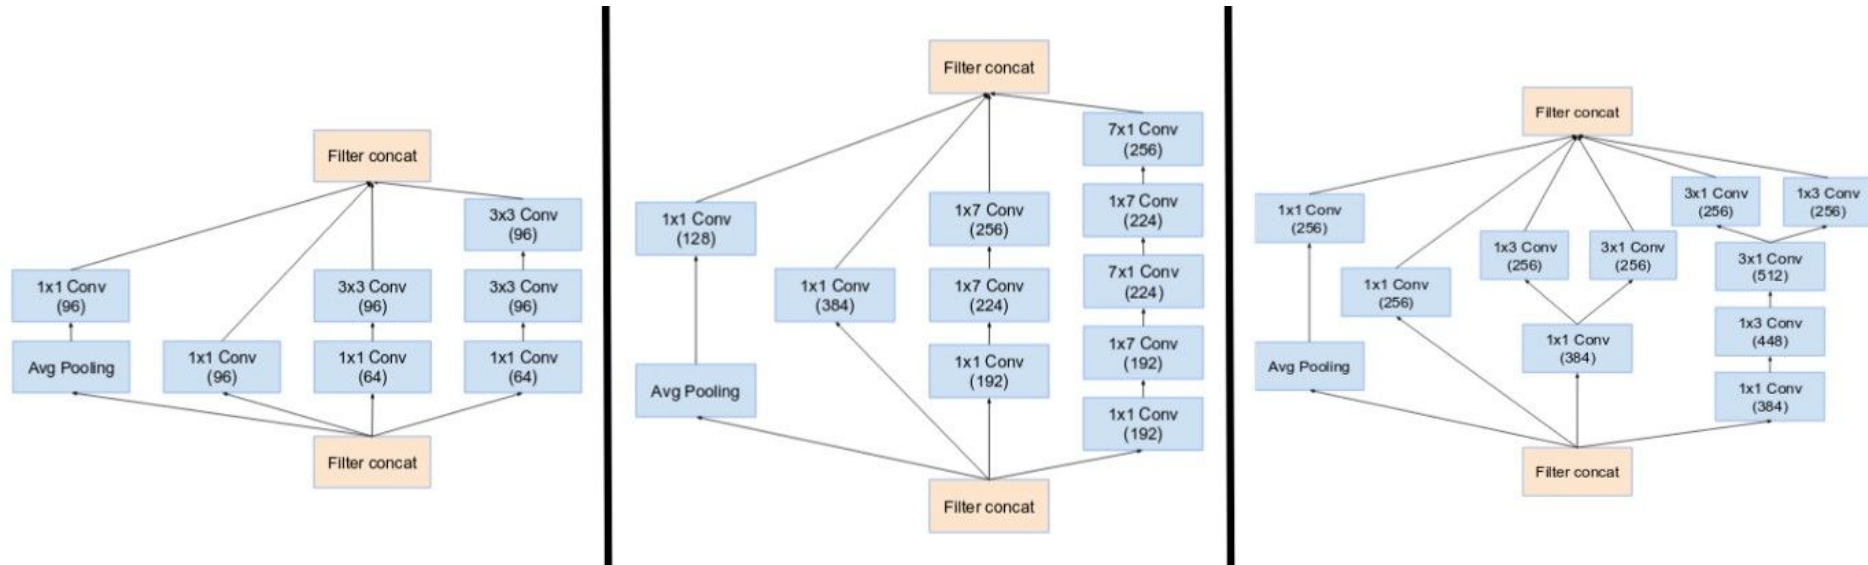 Filter concat
3x3 Conv
(96)
1x1 Conv
(96)
3x3 Conv
(96)
3x3 Conv
(96)
Avg Pooling
1x1 Conv
(96)
1x1 Conv
(64)
1x1 Conv
(64)
Filter concat
Filter concat
7x1 Conv
(256)
1x1 Conv
(128)
1x7 Conv
(256)
1x7 Conv
(224)
1x1 Conv
(384)
1x7 Conv
(224)
7x1 Conv
(224)
Avg Pooling
1x1 Conv
(192)
1x7 Conv
(192)
1x1 Conv
(192)
Filter concat
Filter concat
1x1 Conv
(256)
3x1 Conv
(256)
1x3 Conv
(256)
1x3 Conv
(256)
3x1 Conv
(256)
3x1 Conv
(512)
1x1 Conv
(256)
1x3 Conv
(448)
Avg Pooling
1x1 Conv
(384)
1x1 Conv
(384)
Filter concat